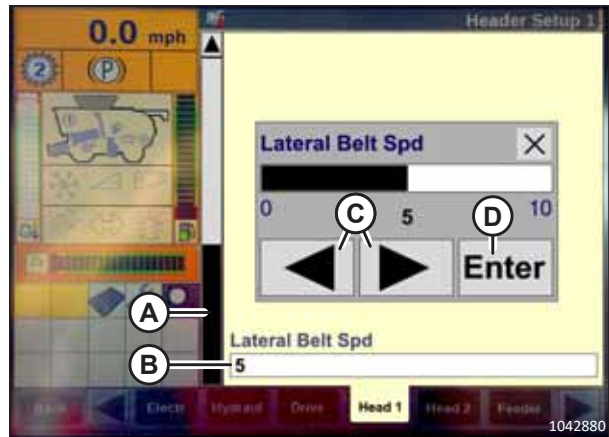 0.0 mph
Header Setup 1
2
(P)
Lateral Belt Spd
0
5
10
C
D
Enter
A
Lateral Belt Spd
B
5
Back
Electr
Hydraul
Drive
Head 1
Head 2
Feeder
1042880